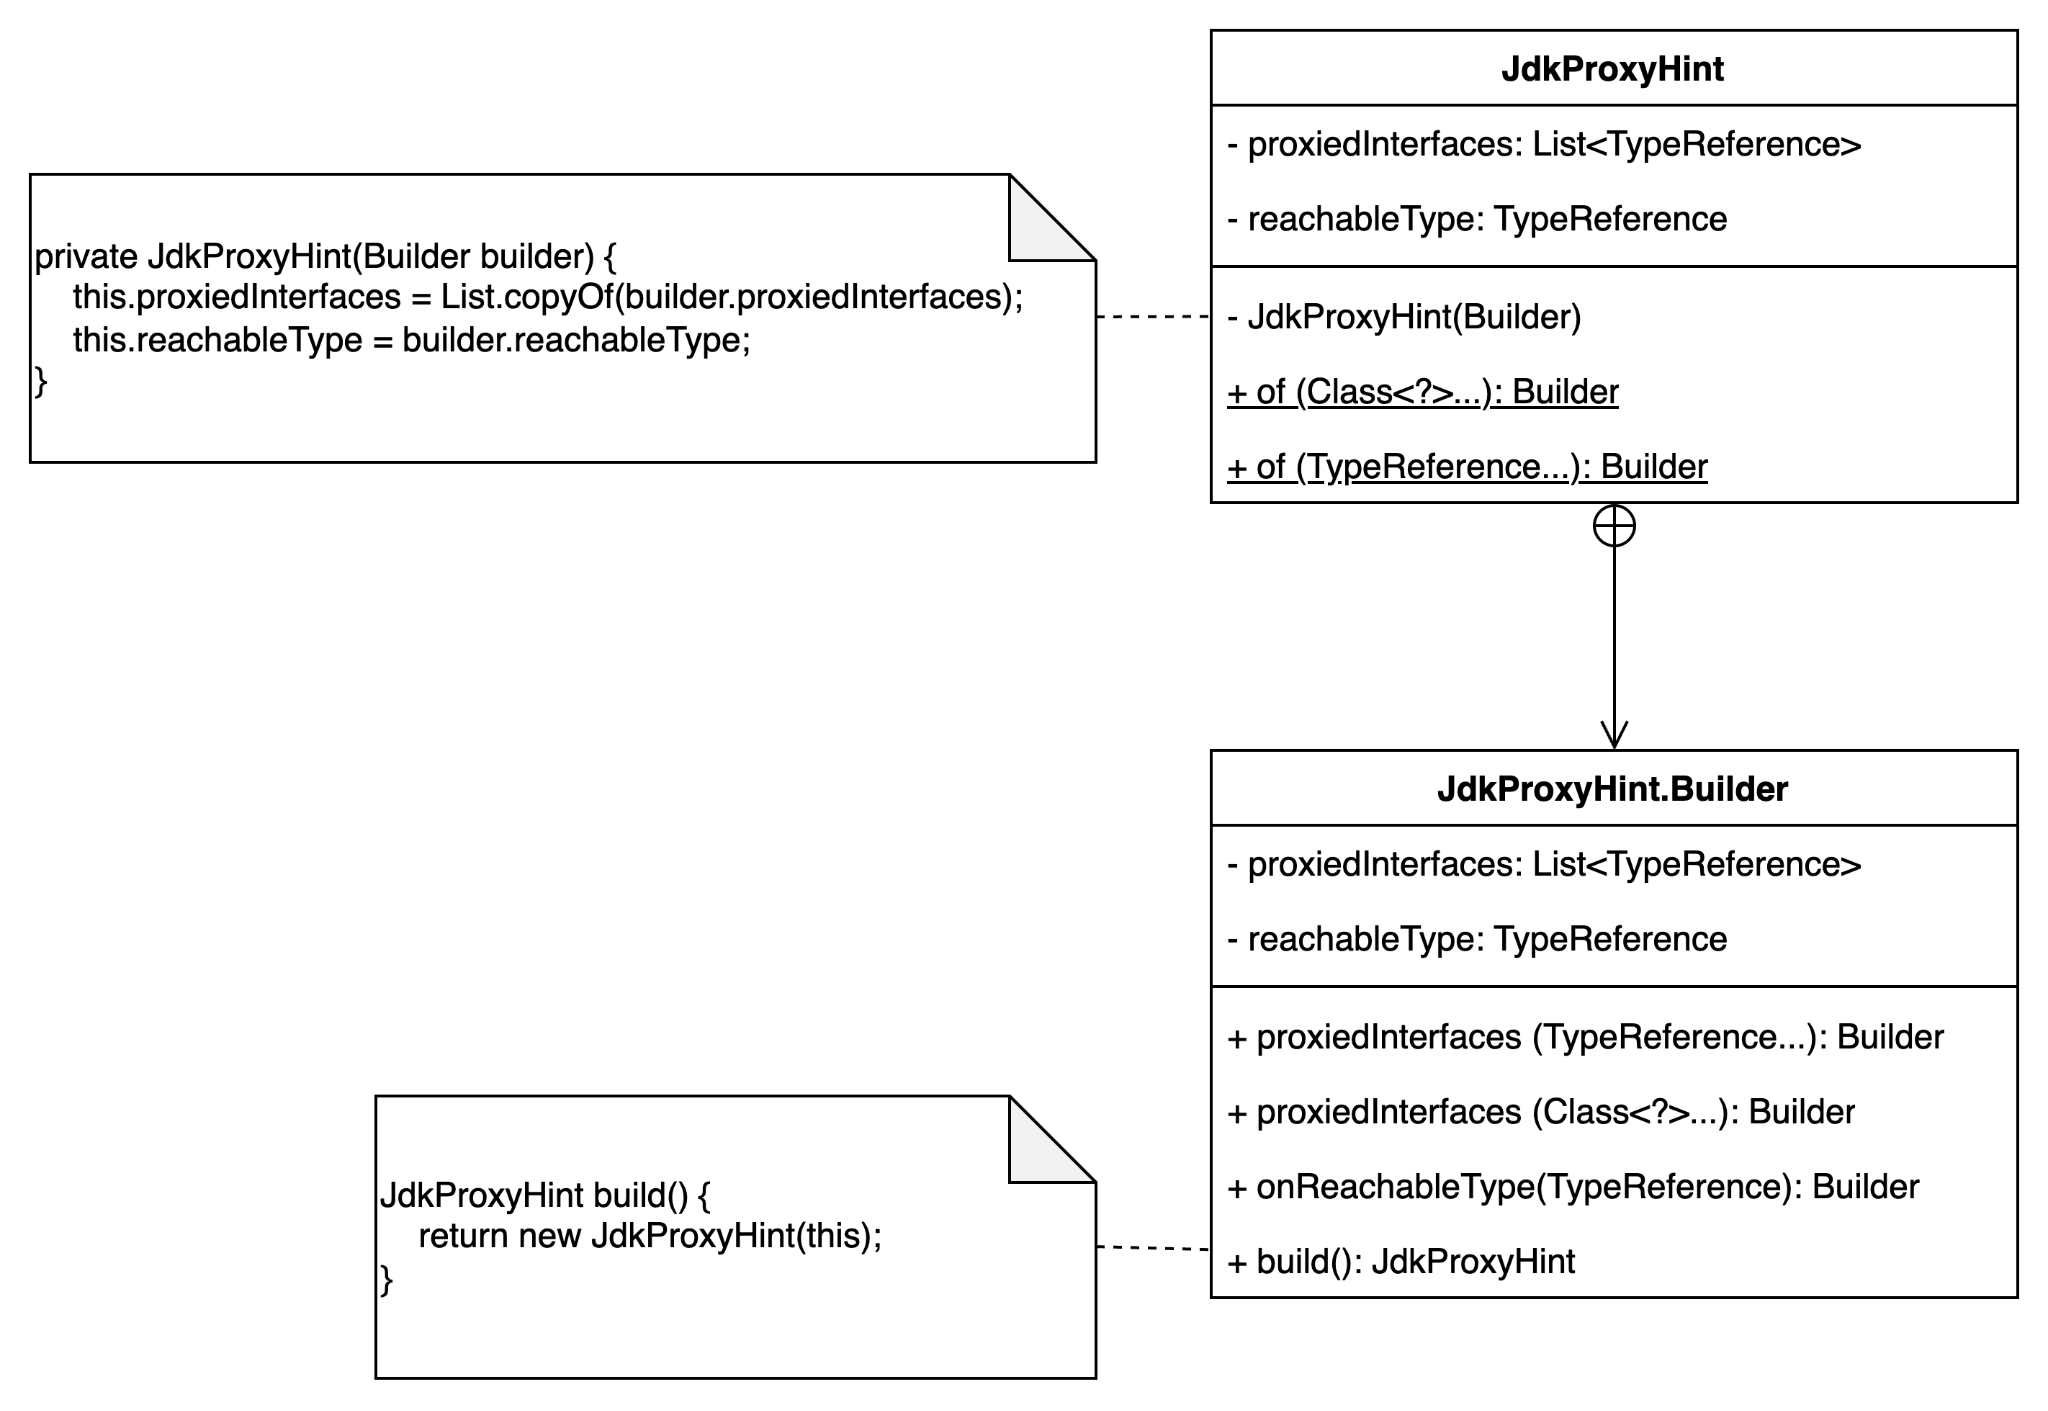 JdkProxyHint
- proxiedInterfaces: List<TypeReference>
- reachableType: TypeReference
- JdkProxyHint(Builder)
+ of (Class<?>...): Builder
+ of (TypeReference...): Builder
private JdkProxyHint(Builder builder) {
    this.proxiedInterfaces = List.copyOf(builder.proxiedInterfaces);
    this.reachableType = builder.reachableType;
}
JdkProxyHint.Builder
- proxiedInterfaces: List<TypeReference>
- reachableType: TypeReference
+ proxiedInterfaces (TypeReference...): Builder
+ proxiedInterfaces (Class<?>...): Builder
+ onReachableType(TypeReference): Builder
+ build(): JdkProxyHint
JdkProxyHint build() {
    return new JdkProxyHint(this);
}